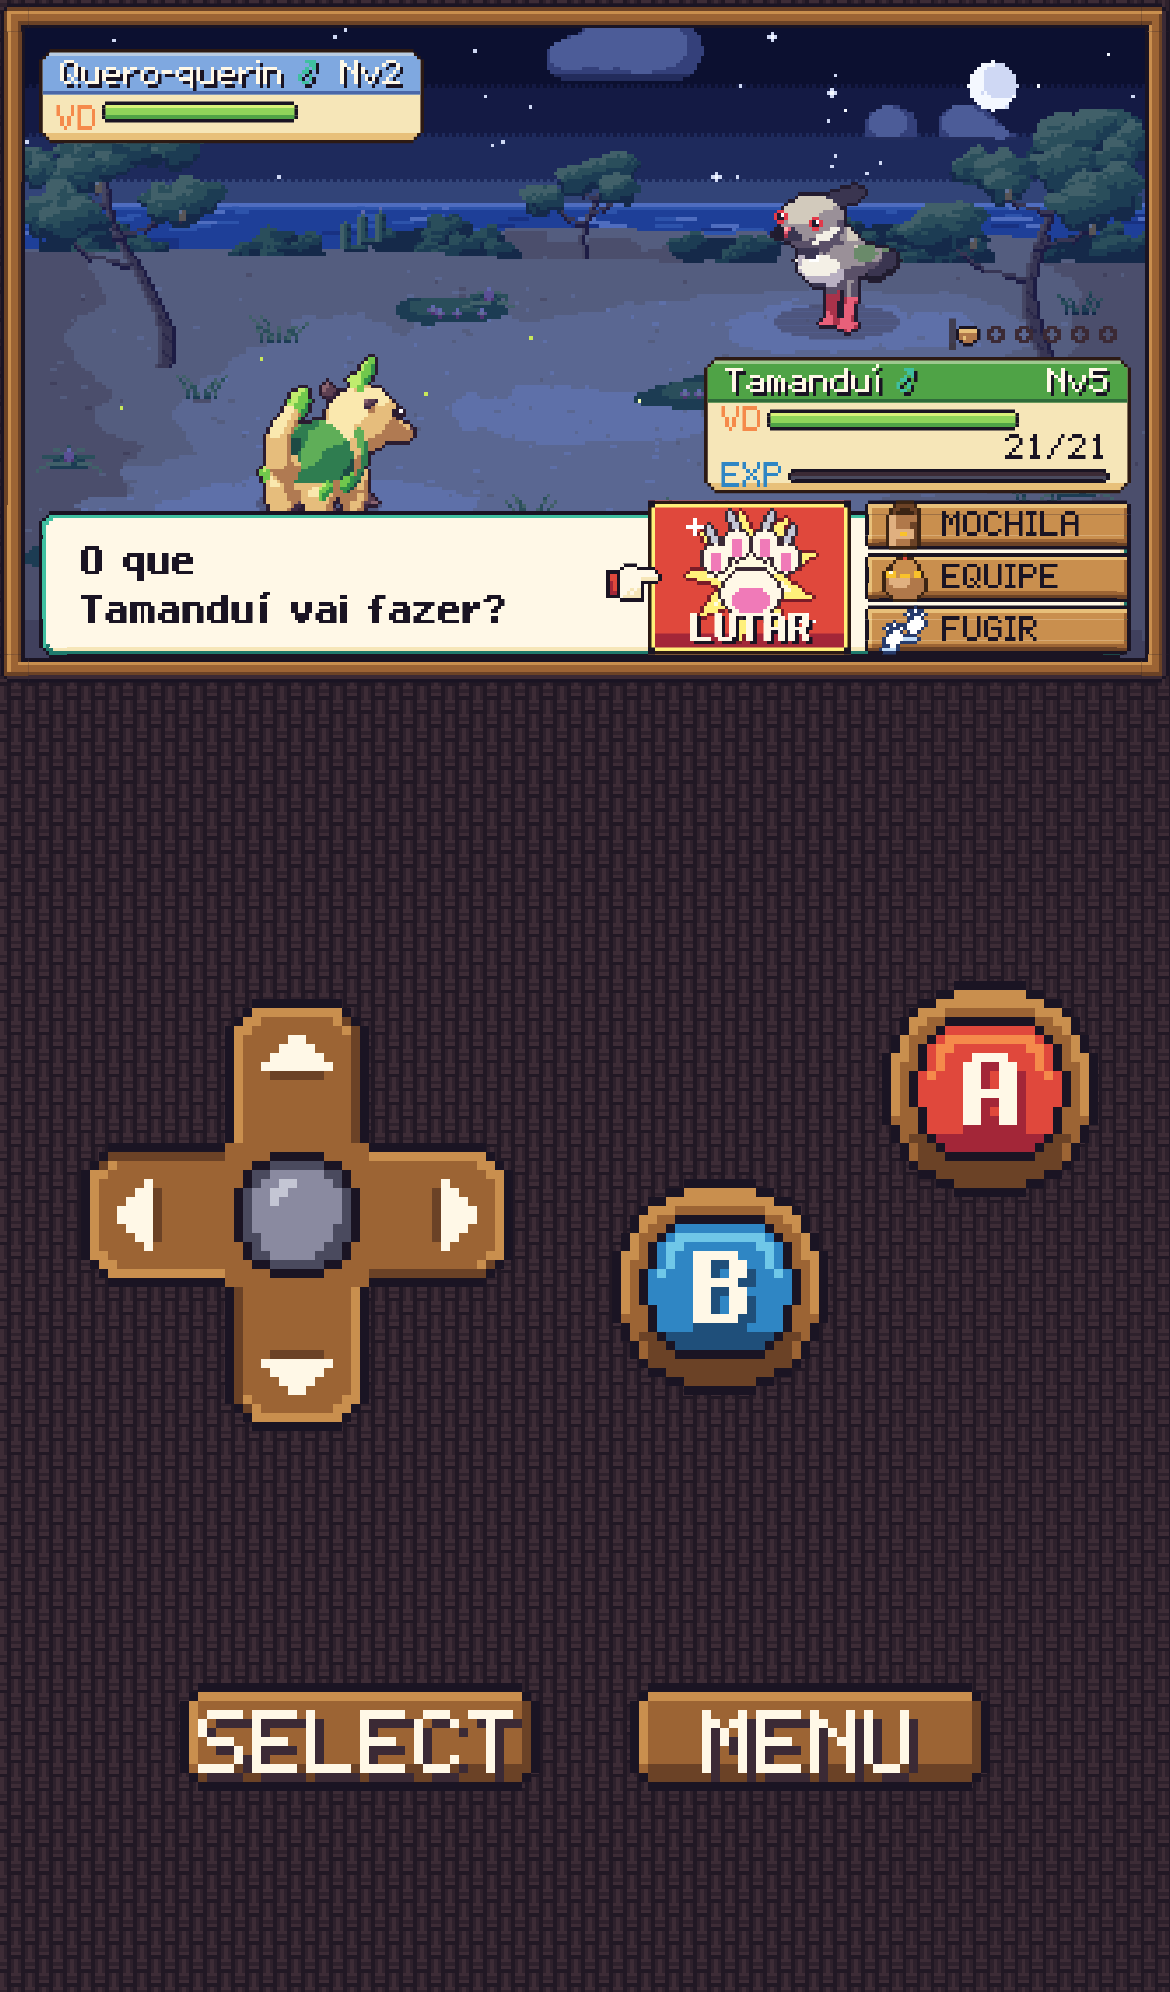 Quero-querin ♂ Nv2
VD
Tamanduí ♂ Nv5
VD
21/21
EXP
O que
Tamanduí vai fazer?
LUTAR
MOCHILA
EQUIPE
FUGIR
A
B
SELECT
MENU